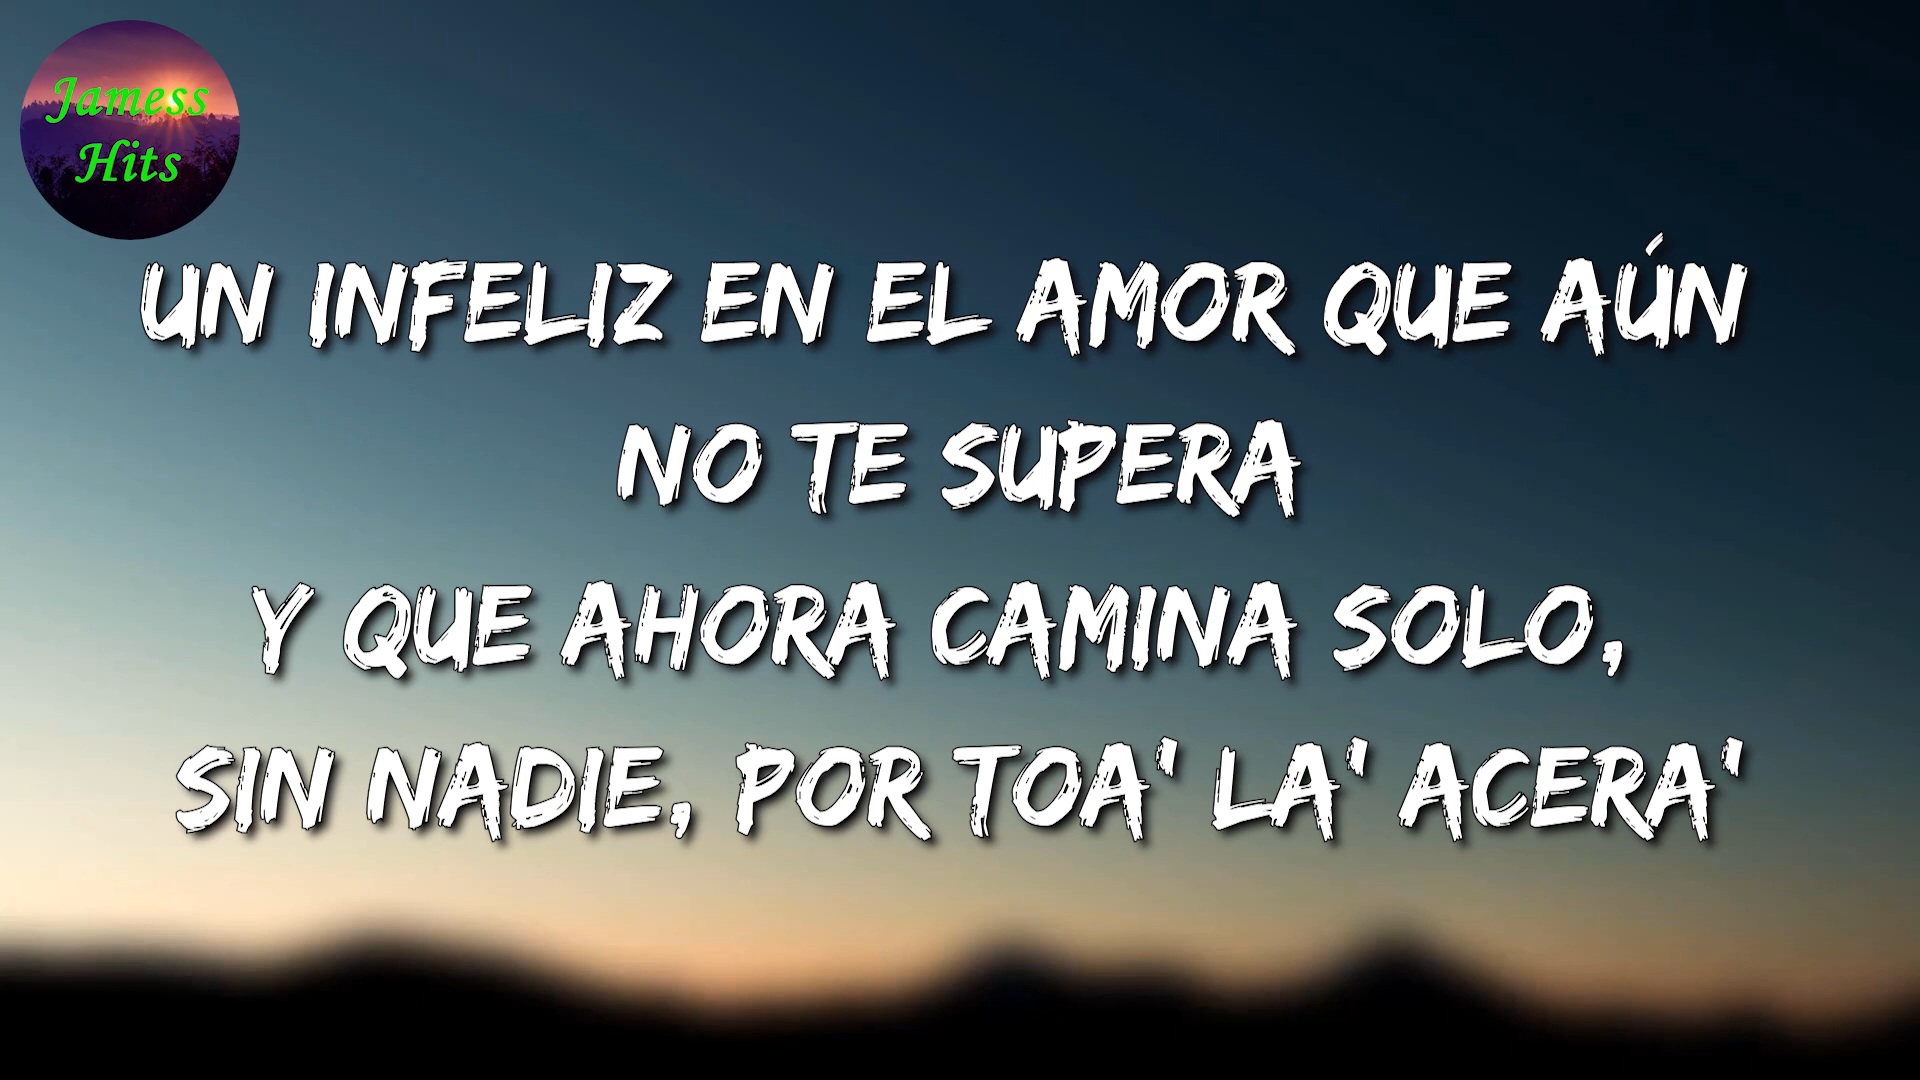 Jamess
Hits
UN INFELIZ EN EL AMOR QUE AÚN
NO TE SUPERA
Y QUE AHORA CAMINA SOLO,
SIN NADIE, POR TOA' LA' ACERA'